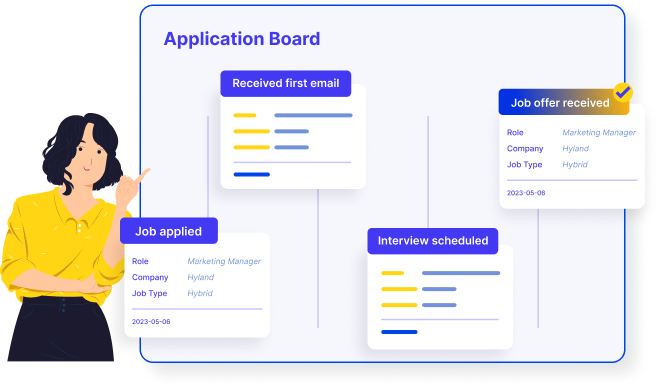 Application Board
Received first email
Job offer received
Role Marketing Manager
Company Hyland
Job Type Hybrid
2023-05-06
Job applied
Role Marketing Manager
Company Hyland
Job Type Hybrid
2023-05-06
Interview scheduled